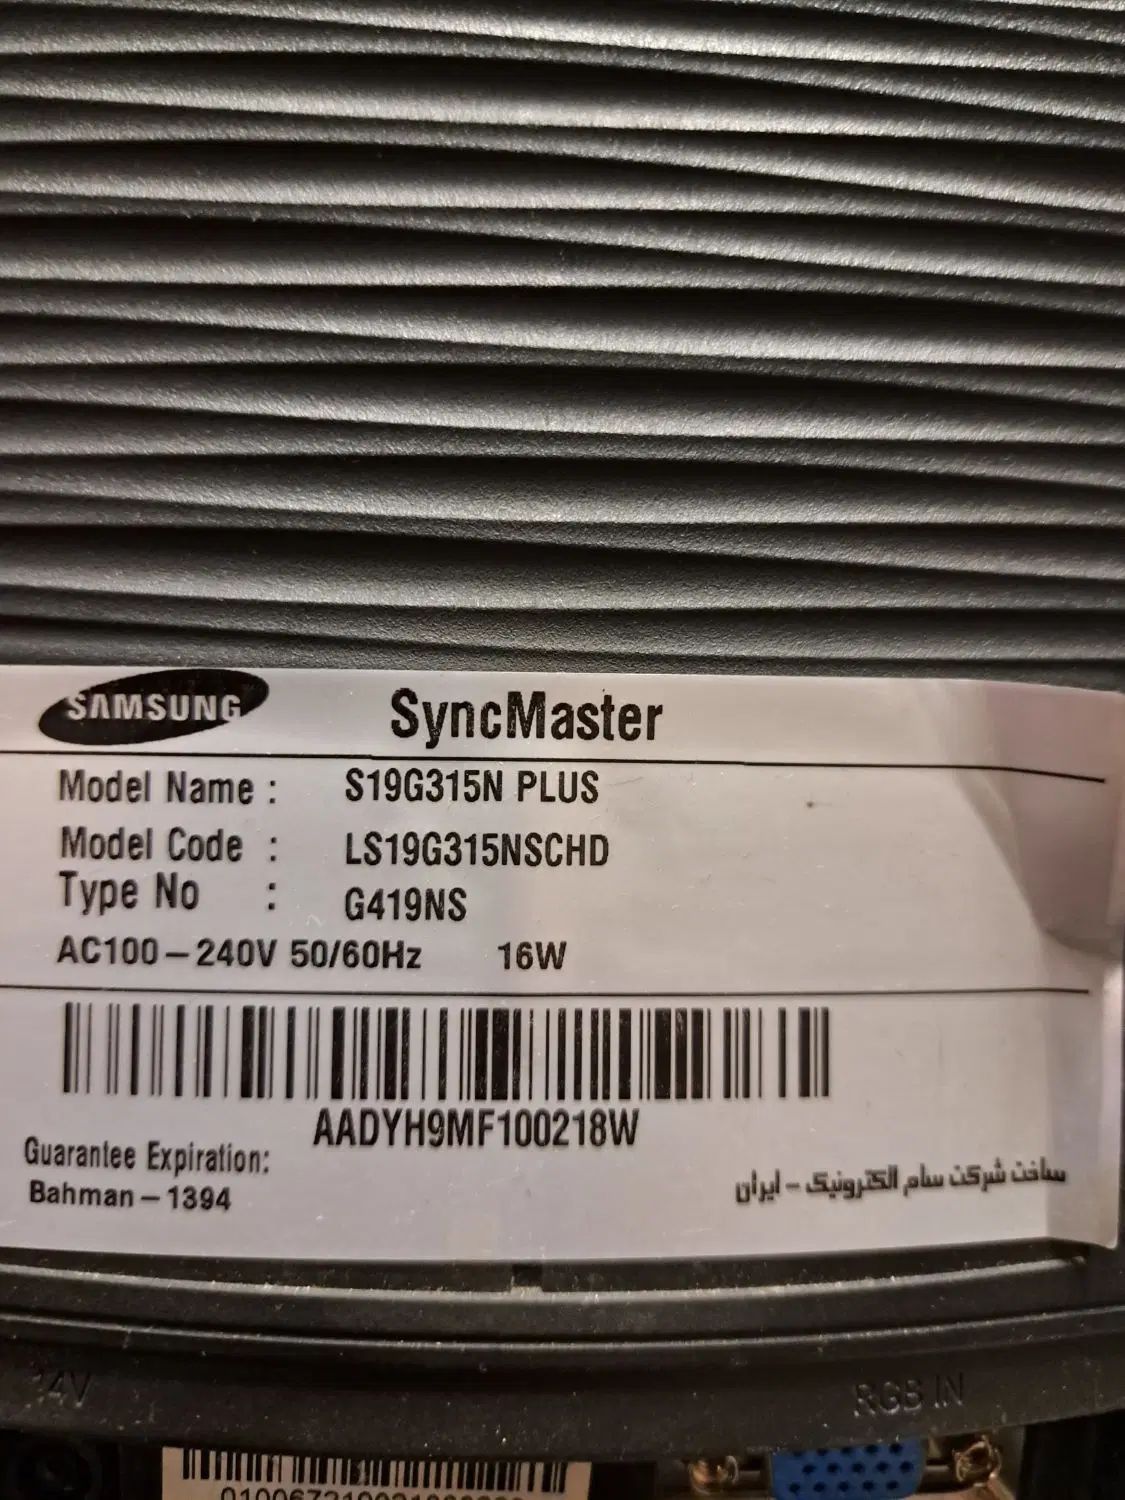 SAMSUNG
SyncMaster
Model Name : S19G315N PLUS
Model Code : LS19G315NSCHD
Type No : G419NS
AC100-240V 50/60Hz 16W
AADYH9MF100218W
Guarantee Expiration:
Bahman-1394
ساخت شرکت سام الکترونیک - ایران
14V
RGB IN